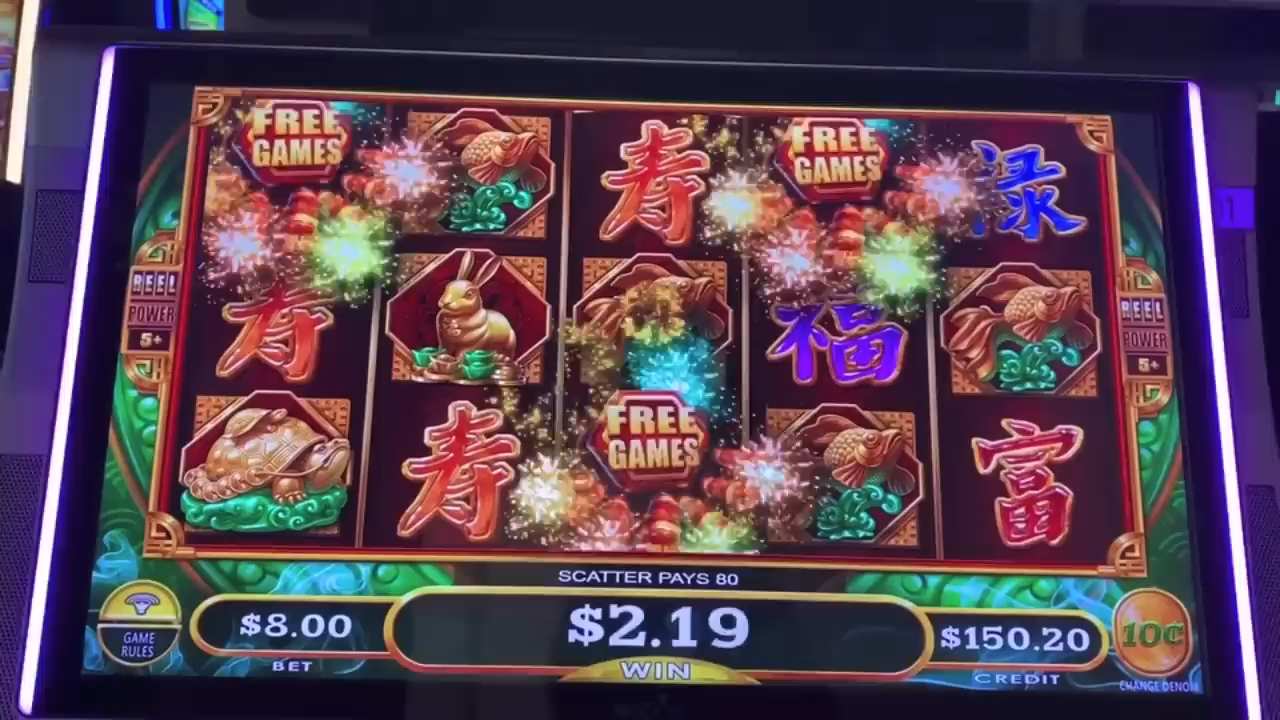 FREE
GAMES
寿
FREE
GAMES
禄
REEL
POWER
5+
寿
福
REEL
POWER
5+
寿
FREE
GAMES
富
SCATTER PAYS 80
GAME
RULES
$8.00
BET
$2.19
WIN
$150.20
CREDIT
10¢
CHANGE DENOM